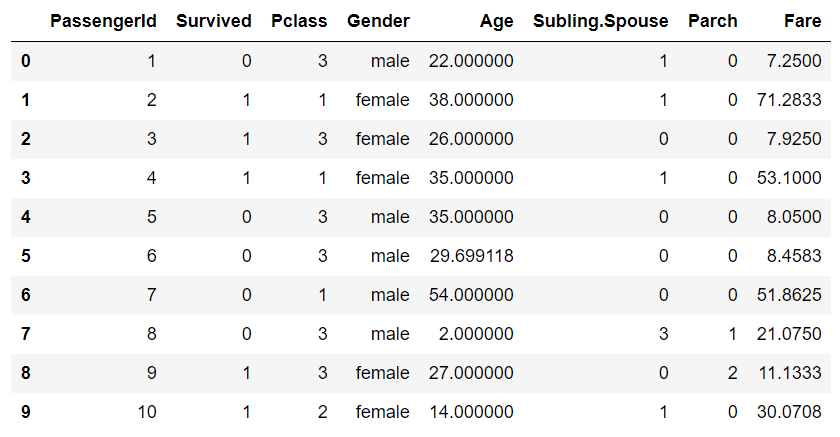 PassengerId Survived Pclass Gender Age Subling.Spouse Parch Fare
0 1 0 3 male 22.000000 1 0 7.2500
1 2 1 1 female 38.000000 1 0 71.2833
2 3 1 3 female 26.000000 0 0 7.9250
3 4 1 1 female 35.000000 1 0 53.1000
4 5 0 3 male 35.000000 0 0 8.0500
5 6 0 3 male 29.699118 0 0 8.4583
6 7 0 1 male 54.000000 0 0 51.8625
7 8 0 3 male 2.000000 3 1 21.0750
8 9 1 3 female 27.000000 0 2 11.1333
9 10 1 2 female 14.000000 1 0 30.0708